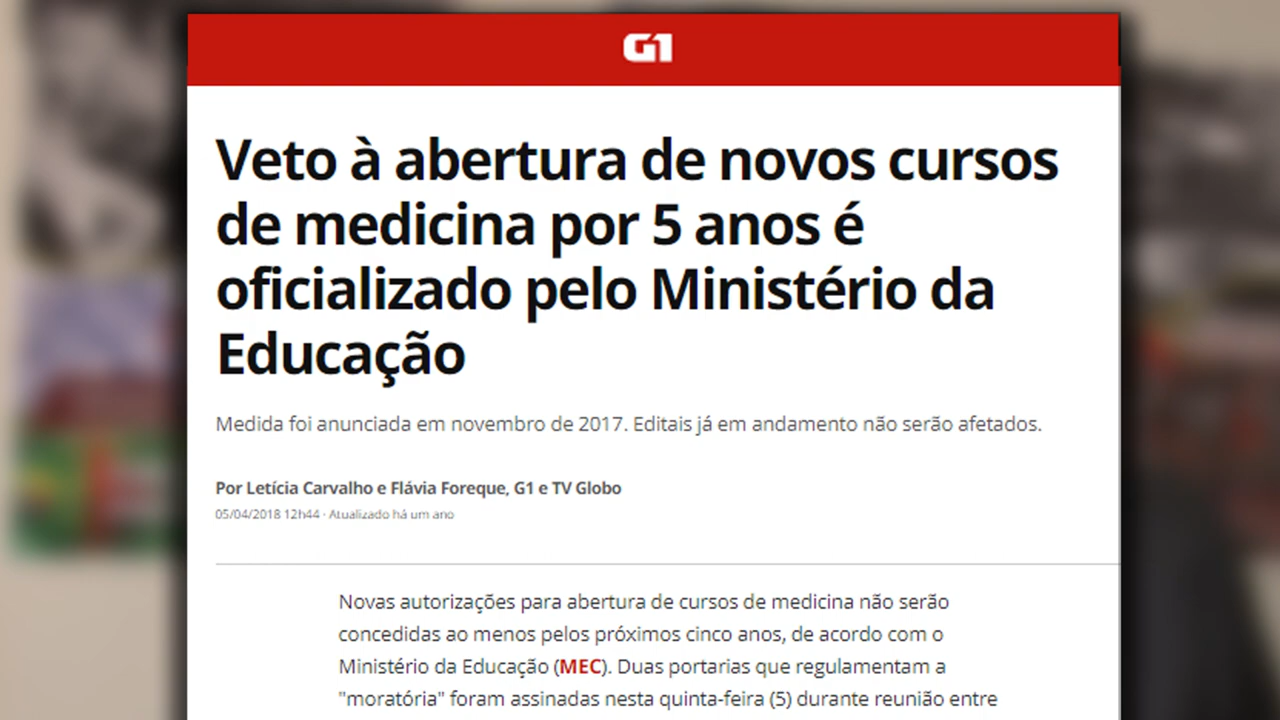 G1
Veto à abertura de novos cursos
de medicina por 5 anos é
oficializado pelo Ministério da
Educação
Medida foi anunciada em novembro de 2017. Editais já em andamento não serão afetados.
Por Letícia Carvalho e Flávia Foreque, G1 e TV Globo
05/04/2018 12h44 · Atualizado há um ano
Novas autorizações para abertura de cursos de medicina não serão
concedidas ao menos pelos próximos cinco anos, de acordo com o
Ministério da Educação (MEC). Duas portarias que regulamentam a
"moratória" foram assinadas nesta quinta-feira (5) durante reunião entre